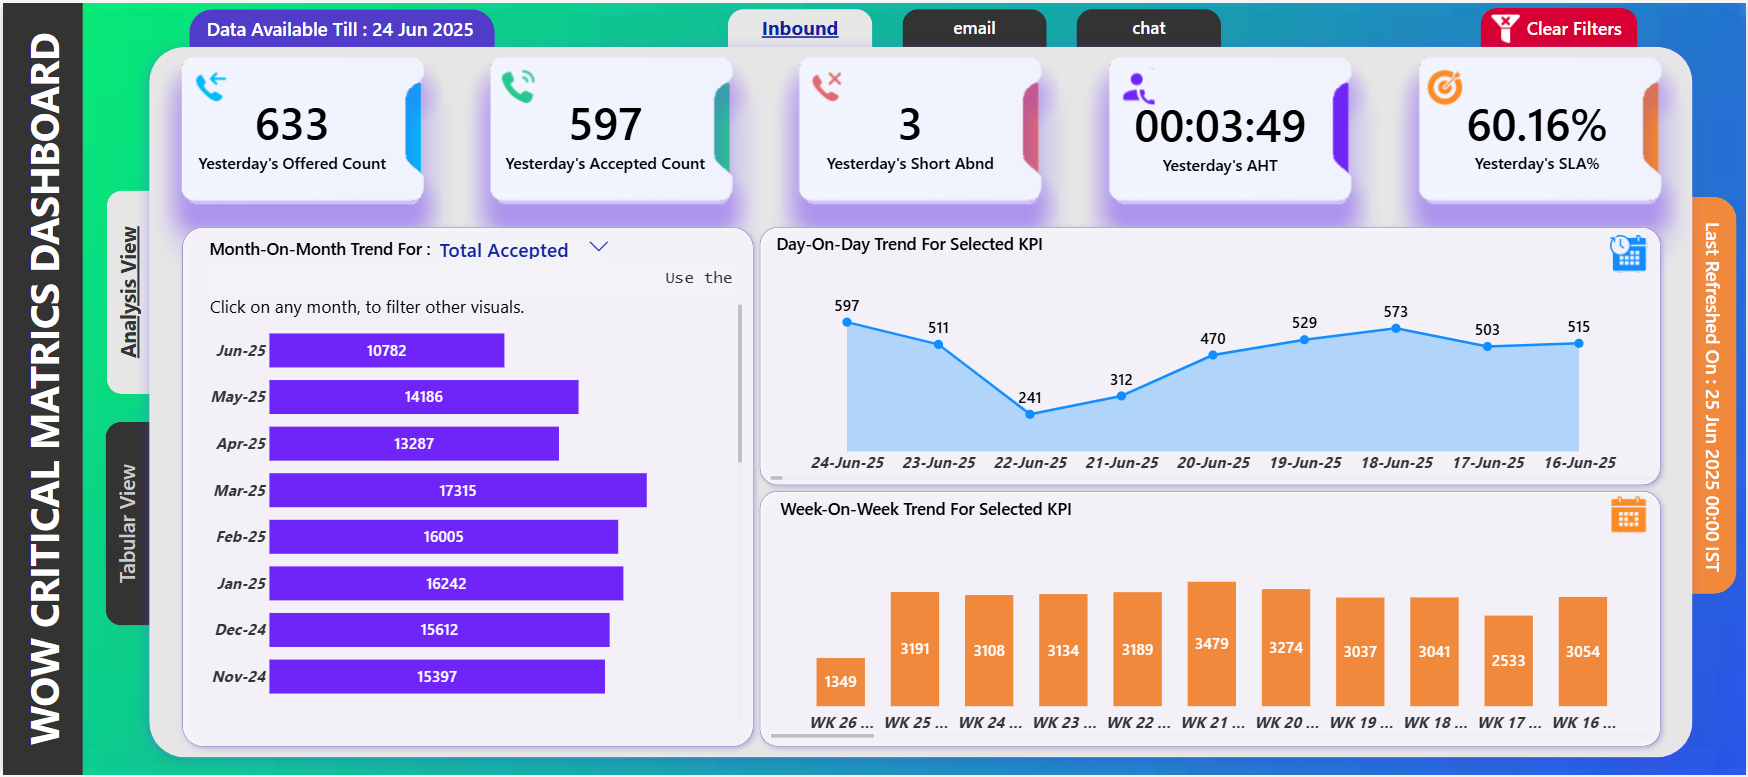 WOW CRITICAL MATRICS DASHBOARD
Data Available Till : 24 Jun 2025
Inbound
email
chat
Clear Filters
633
Yesterday's Offered Count
597
Yesterday's Accepted Count
3
Yesterday's Short Abnd
00:03:49
Yesterday's AHT
60.16%
Yesterday's SLA%
Analysis View
Tabular View
Last Refreshed On : 25 Jun 2025 00:00 IST
Month-On-Month Trend For : Total Accepted
Use the
Click on any month, to filter other visuals.
Jun-25 10782
May-25 14186
Apr-25 13287
Mar-25 17315
Feb-25 16005
Jan-25 16242
Dec-24 15612
Nov-24 15397
Day-On-Day Trend For Selected KPI
597 511 241 312 470 529 573 503 515
24-Jun-25 23-Jun-25 22-Jun-25 21-Jun-25 20-Jun-25 19-Jun-25 18-Jun-25 17-Jun-25 16-Jun-25
Week-On-Week Trend For Selected KPI
1349 3191 3108 3134 3189 3479 3274 3037 3041 2533 3054
WK 26 ... WK 25 ... WK 24 ... WK 23 ... WK 22 ... WK 21 ... WK 20 ... WK 19 ... WK 18 ... WK 17 ... WK 16 ...